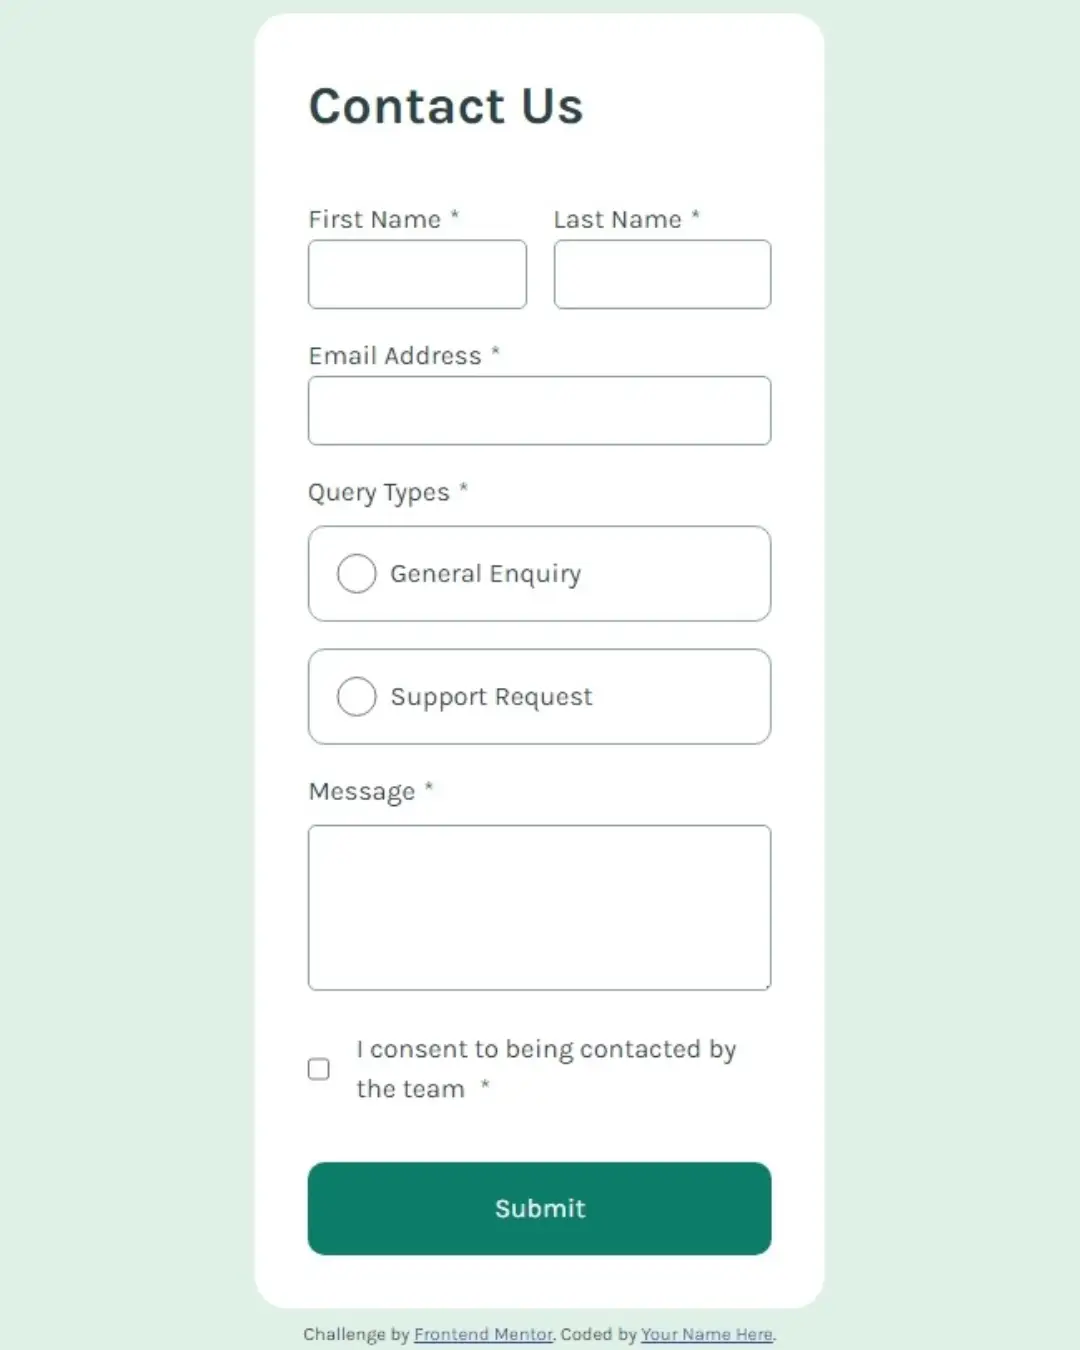 Contact Us
First Name *
Last Name *
Email Address *
Query Types *
General Enquiry
Support Request
Message *
I consent to being contacted by
the team *
Submit
Challenge by Frontend Mentor. Coded by Your Name Here.